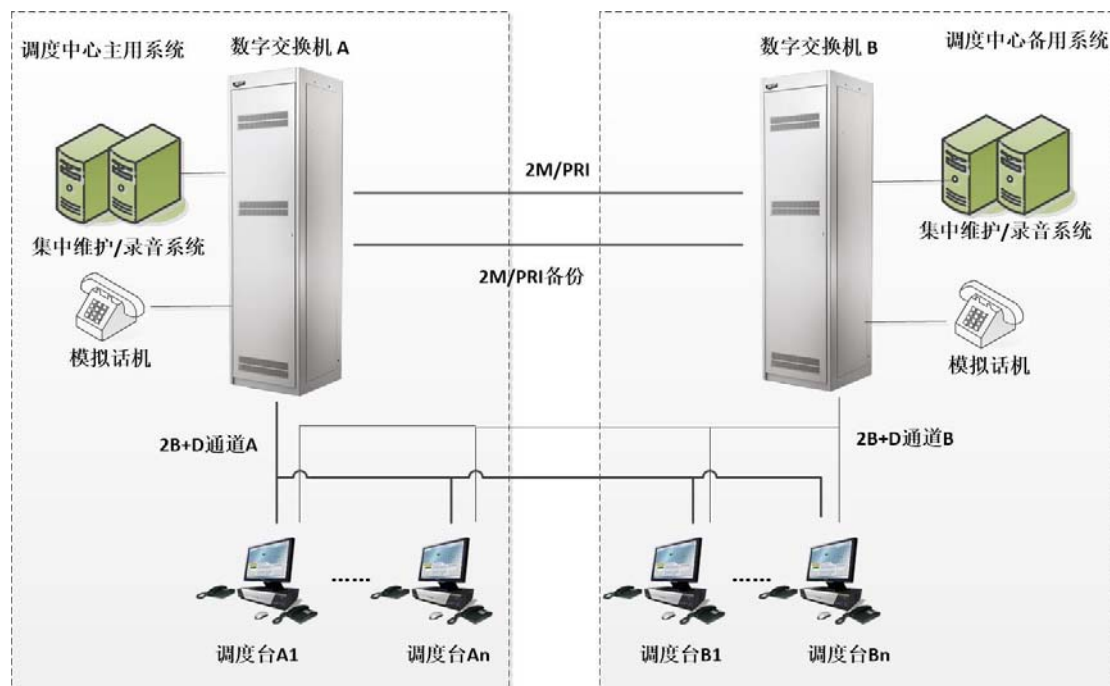 调度中心主用系统
数字交换机 A
数字交换机 B
调度中心备用系统
2M/PRI
集中维护/录音系统
集中维护/录音系统
2M/PRI备份
模拟话机
模拟话机
2B+D通道A
2B+D通道B
......
......
调度台A1
调度台An
调度台B1
调度台Bn